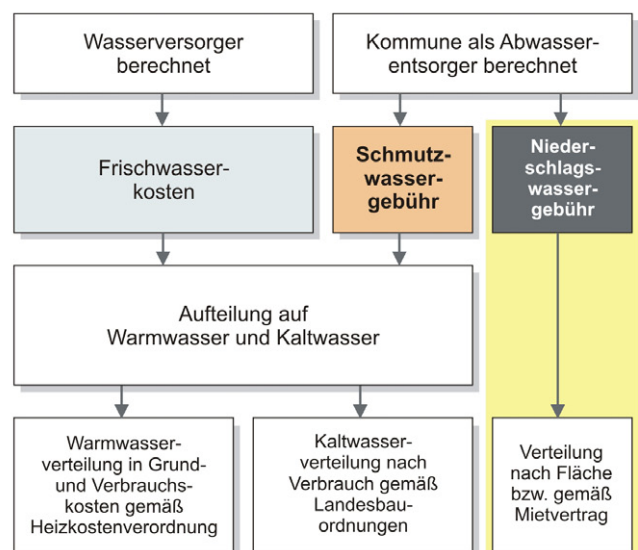 Wasserversorger
berechnet
Kommune als Abwasser-
entsorger berechnet
Frischwasser-
kosten
Schmutz-
wasser-
gebühr
Nieder-
schlags-
wasser-
gebühr
Aufteilung auf
Warmwasser und Kaltwasser
Warmwasser-
verteilung in Grund-
und Verbrauchs-
kosten gemäß
Heizkostenverordnung
Kaltwasser-
verteilung nach
Verbrauch gemäß
Landesbau-
ordnungen
Verteilung
nach Fläche
bzw. gemäß
Mietvertrag